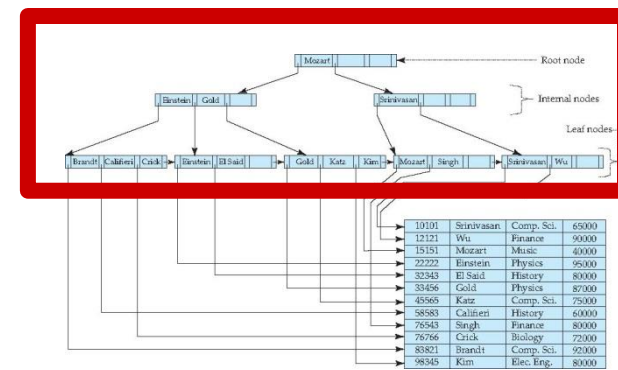 Mozart
Root node
Einstein Gold
Srinivasan
Internal nodes
Leaf nodes
Brandt Califieri Crick Einstein El Said Gold Katz Kim Mozart Singh Srinivasan Wu
10101 Srinivasan Comp. Sci. 65000
12121 Wu Finance 90000
15151 Mozart Music 40000
22222 Einstein Physics 95000
32343 El Said History 80000
33456 Gold Physics 87000
45565 Katz Comp. Sci. 75000
58583 Califieri History 60000
76543 Singh Finance 80000
76766 Crick Biology 72000
83821 Brandt Comp. Sci. 92000
98345 Kim Elec. Eng. 80000